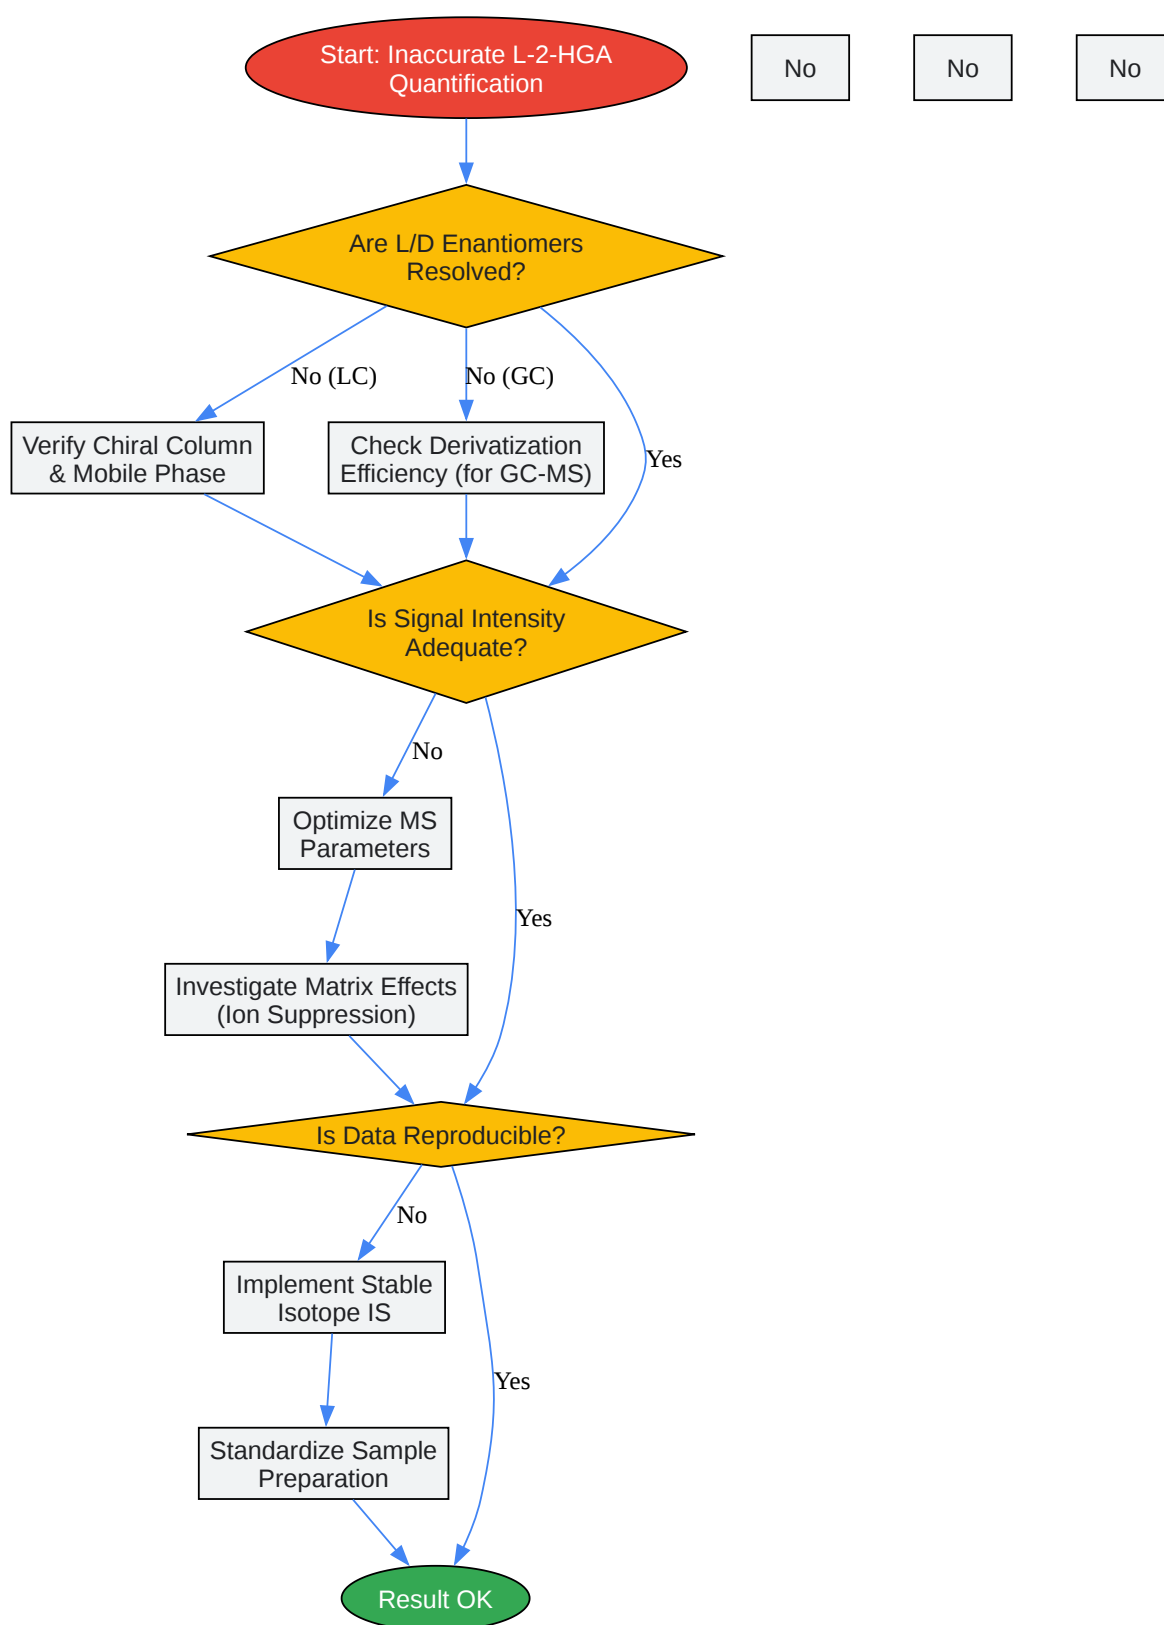 Start: Inaccurate L-2-HGA
Quantification
No
No
No
Are L/D Enantiomers
Resolved?
No (LC)
No (GC)
Yes
Verify Chiral Column
& Mobile Phase
Check Derivatization
Efficiency (for GC-MS)
Is Signal Intensity
Adequate?
No
Yes
Optimize MS
Parameters
Investigate Matrix Effects
(Ion Suppression)
Is Data Reproducible?
No
Yes
Implement Stable
Isotope IS
Standardize Sample
Preparation
Result OK